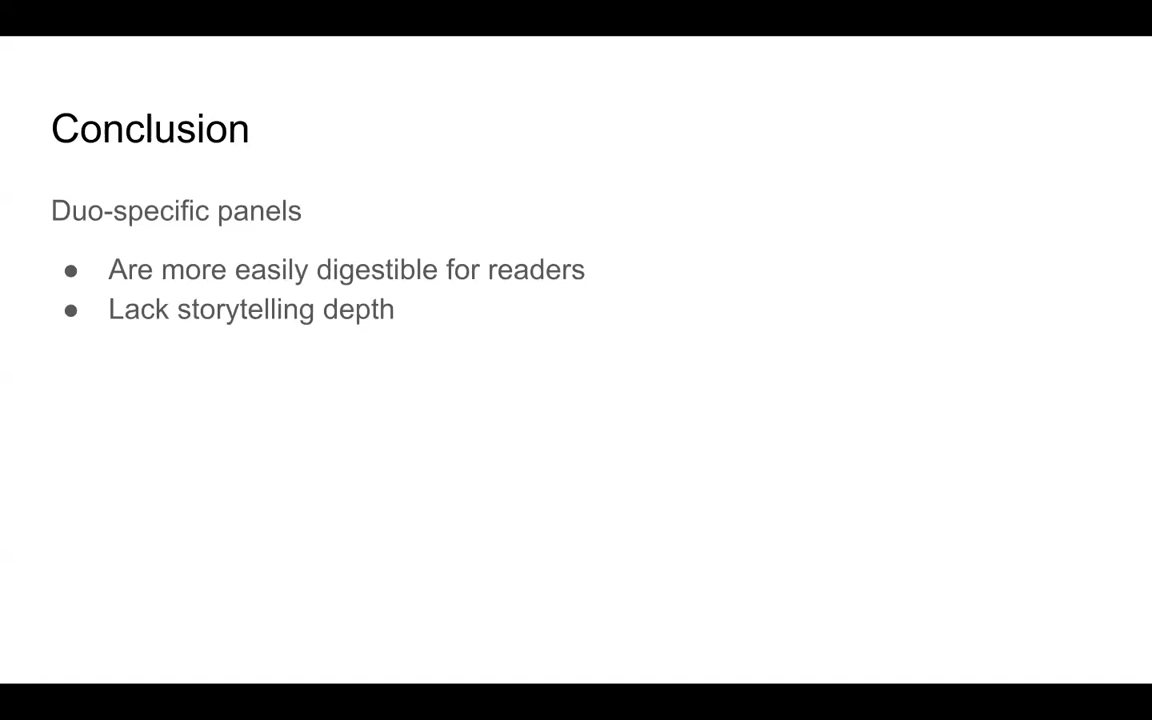 Conclusion
Duo-specific panels
● Are more easily digestible for readers
● Lack storytelling depth